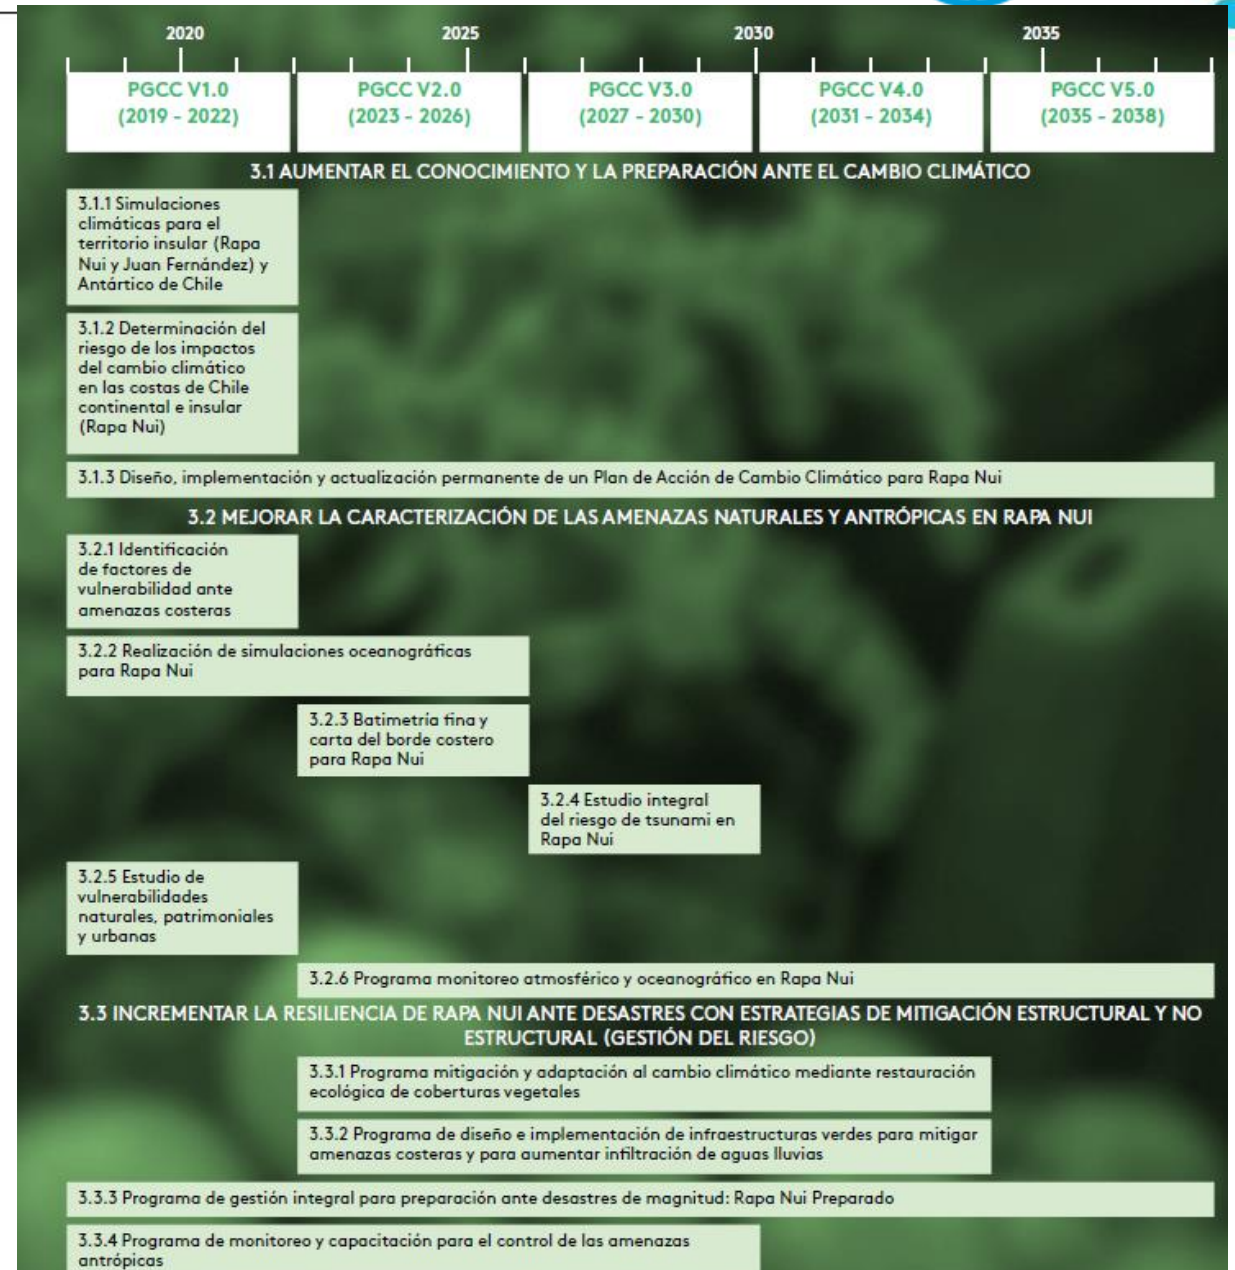 2020 2025 2030 2035
PGCC V1.0 PGCC V2.0 PGCC V3.0 PGCC V4.0 PGCC V5.0
(2019 - 2022) (2023 - 2026) (2027 - 2030) (2031 - 2034) (2035 - 2038)
3.1 AUMENTAR EL CONOCIMIENTO Y LA PREPARACIÓN ANTE EL CAMBIO CLIMÁTICO
3.1.1 Simulaciones
climáticas para el
territorio insular (Rapa
Nui y Juan Fernández) y
Antártico de Chile
3.1.2 Determinación del
riesgo de los impactos
del cambio climático
en las costas de Chile
continental e insular
(Rapa Nui)
3.1.3 Diseño, implementación y actualización permanente de un Plan de Acción de Cambio Climático para Rapa Nui
3.2 MEJORAR LA CARACTERIZACIÓN DE LAS AMENAZAS NATURALES Y ANTRÓPICAS EN RAPA NUI
3.2.1 Identificación
de factores de
vulnerabilidad ante
amenazas costeras
3.2.2 Realización de simulaciones oceanográficas
para Rapa Nui
3.2.3 Batimetría fina y
carta del borde costero
para Rapa Nui
3.2.4 Estudio integral
del riesgo de tsunami en
Rapa Nui
3.2.5 Estudio de
vulnerabilidades
naturales, patrimoniales
y urbanas
3.2.6 Programa monitoreo atmosférico y oceanográfico en Rapa Nui
3.3 INCREMENTAR LA RESILIENCIA DE RAPA NUI ANTE DESASTRES CON ESTRATEGIAS DE MITIGACIÓN ESTRUCTURAL Y NO
ESTRUCTURAL (GESTIÓN DEL RIESGO)
3.3.1 Programa mitigación y adaptación al cambio climático mediante restauración
ecológica de coberturas vegetales
3.3.2 Programa de diseño e implementación de infraestructuras verdes para mitigar
amenazas costeras y para aumentar infiltración de aguas lluvias
3.3.3 Programa de gestión integral para preparación ante desastres de magnitud: Rapa Nui Preparado
3.3.4 Programa de monitoreo y capacitación para el control de las amenazas
antrópicas